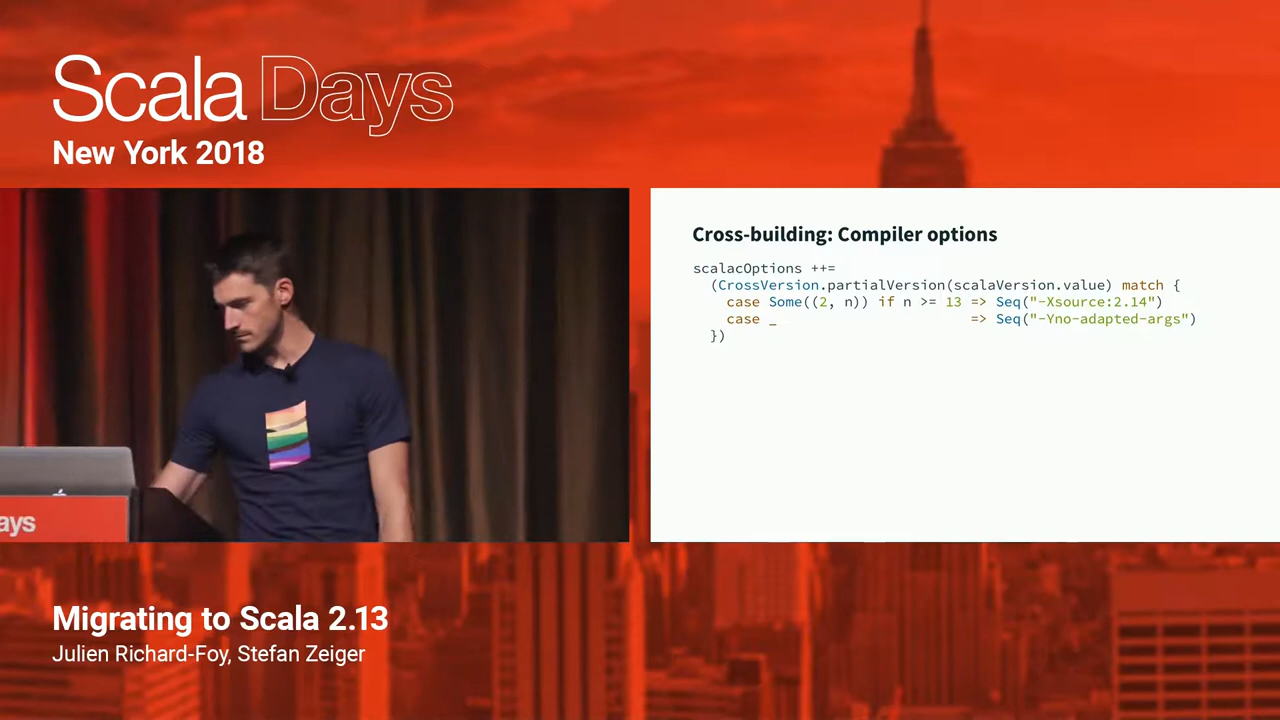 Scala Days
New York 2018
Cross-building: Compiler options
scalacOptions ++=
  (CrossVersion.partialVersion(scalaVersion.value) match {
    case Some((2, n)) if n >= 13 => Seq("-Xsource:2.14")
    case _                       => Seq("-Yno-adapted-args")
  })
ays
Migrating to Scala 2.13
Julien Richard-Foy, Stefan Zeiger